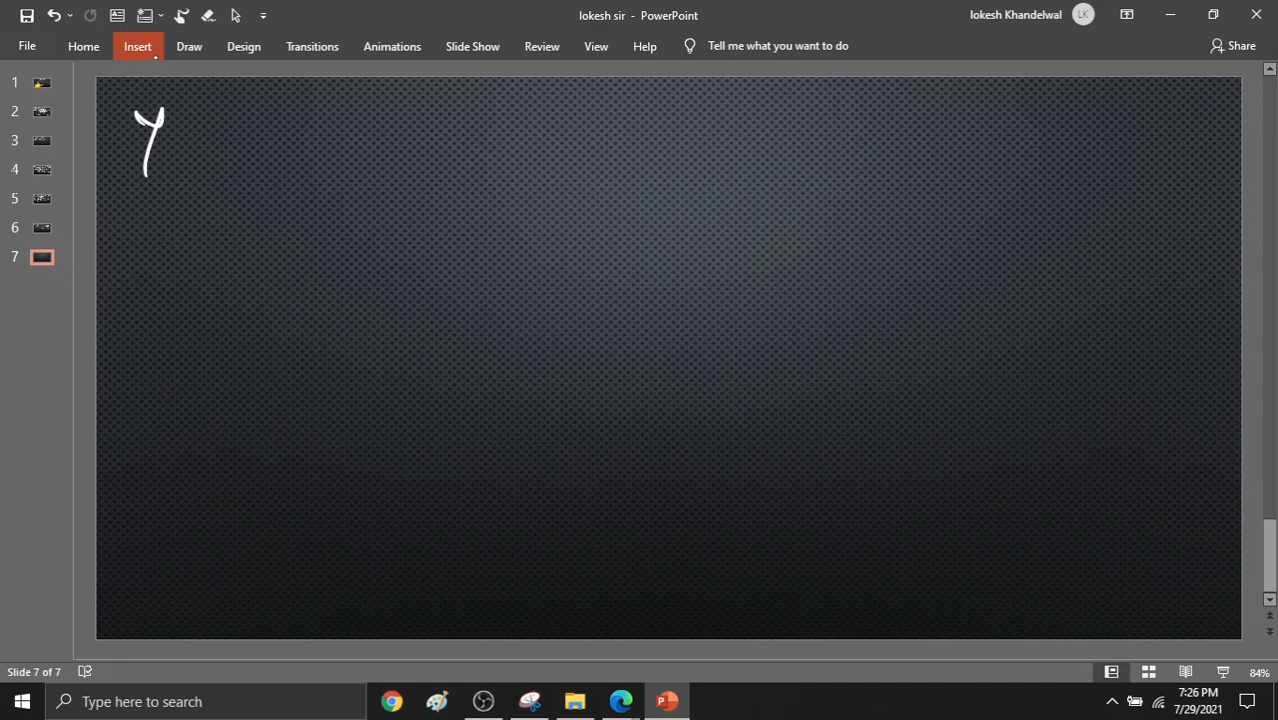 lokesh sir - PowerPoint
lokesh Khandelwal
LK
File
Home
Insert
Draw
Design
Transitions
Animations
Slide Show
Review
View
Help
Tell me what you want to do
Share
1
2
3
4
5
6
7
Slide 7 of 7
84%
Type here to search
7:26 PM
7/29/2021